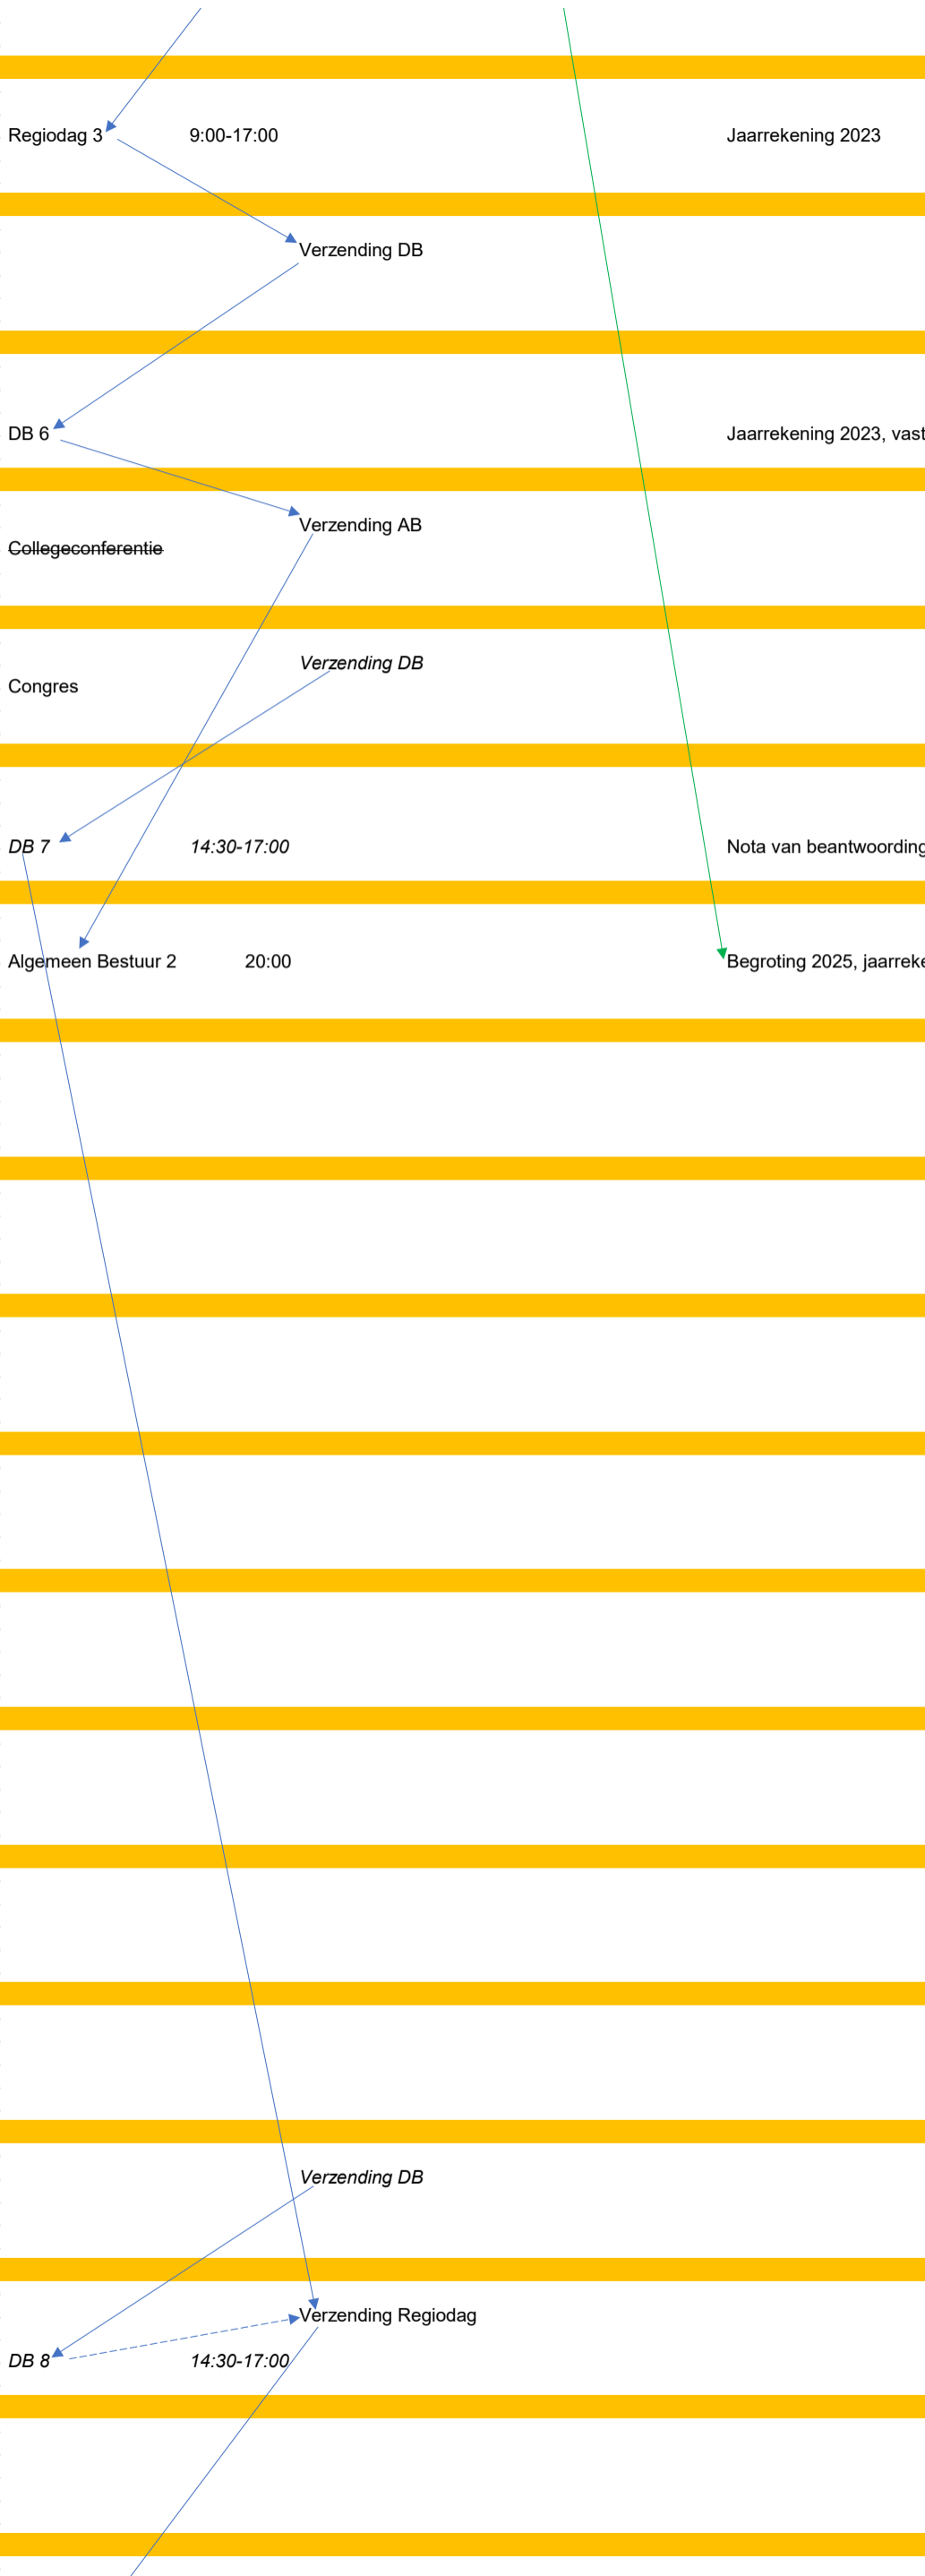 Regiodag 3 9:00-17:00 Jaarrekening 2023
Verzending DB
DB 6 Jaarrekening 2023, vast
Verzending AB
Collegeconferentie
Verzending DB
Congres
DB 7 14:30-17:00 Nota van beantwoording
Algemeen Bestuur 2 20:00 Begroting 2025, jaarreke
Verzending DB
Verzending Regiodag
DB 8 14:30-17:00